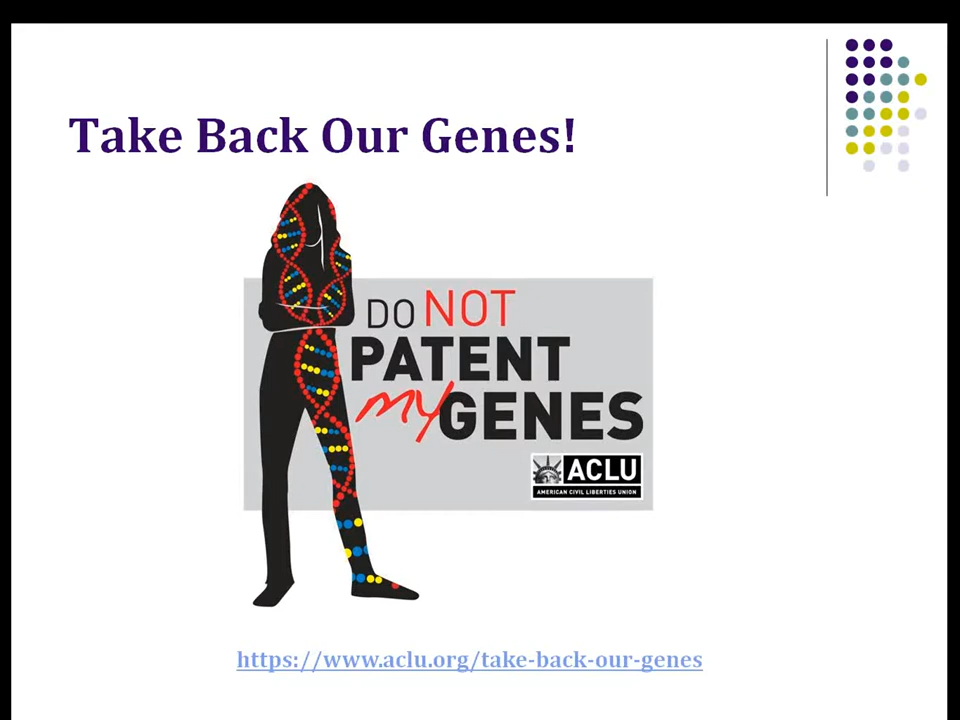 Take Back Our Genes!
DO NOT
PATENT
my GENES
ACLU
AMERICAN CIVIL LIBERTIES UNION
https://www.aclu.org/take-back-our-genes